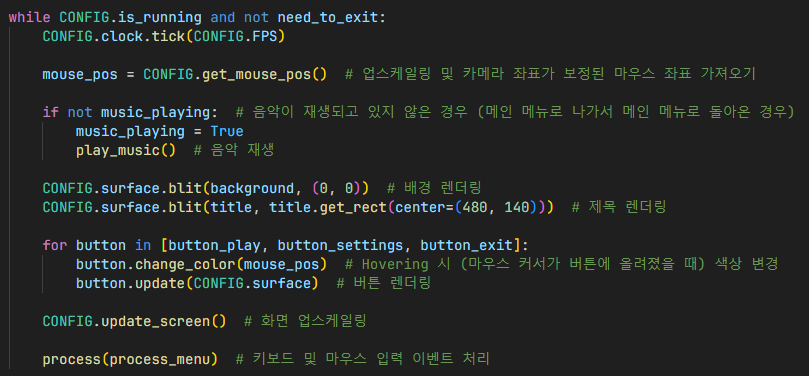 while CONFIG.is_running and not need_to_exit:
    CONFIG.clock.tick(CONFIG.FPS)

    mouse_pos = CONFIG.get_mouse_pos()  # 업스케일링 및 카메라 좌표가 보정된 마우스 좌표 가져오기

    if not music_playing:  # 음악이 재생되고 있지 않은 경우 (메인 메뉴로 나가서 메인 메뉴로 돌아온 경우)
        music_playing = True
        play_music()  # 음악 재생

    CONFIG.surface.blit(background, (0, 0))  # 배경 렌더링
    CONFIG.surface.blit(title, title.get_rect(center=(480, 140)))  # 제목 렌더링

    for button in [button_play, button_settings, button_exit]:
        button.change_color(mouse_pos)  # Hovering 시 (마우스 커서가 버튼에 올려졌을 때) 색상 변경
        button.update(CONFIG.surface)  # 버튼 렌더링

    CONFIG.update_screen()  # 화면 업스케일링

    process(process_menu)  # 키보드 및 마우스 입력 이벤트 처리